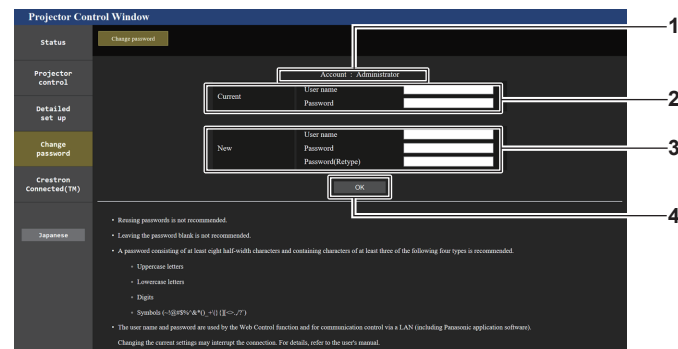 Projector Control Window
Status
Change password
1
Projector
control
Account : Administrator
Current
User name
Password
2
Detailed
set up
New
User name
Password
Password(Retype)
3
Change
password
OK
Crestron
Connected(TM)
4
• Reusing passwords is not recommended.
Japanese
• Leaving the password blank is not recommended.
• A password consisting of at least eight half-width characters and containing characters of at least three of the following four types is recommended.
• Uppercase letters
• Lowercase letters
• Digits
• Symbols (~!@#$%^&*()_+\|{}[]<>.,/?`)
• The user name and password are used by the Web Control function and for communication control via a LAN (including Panasonic application software).
Changing the current settings may interrupt the connection. For details, refer to the user's manual.